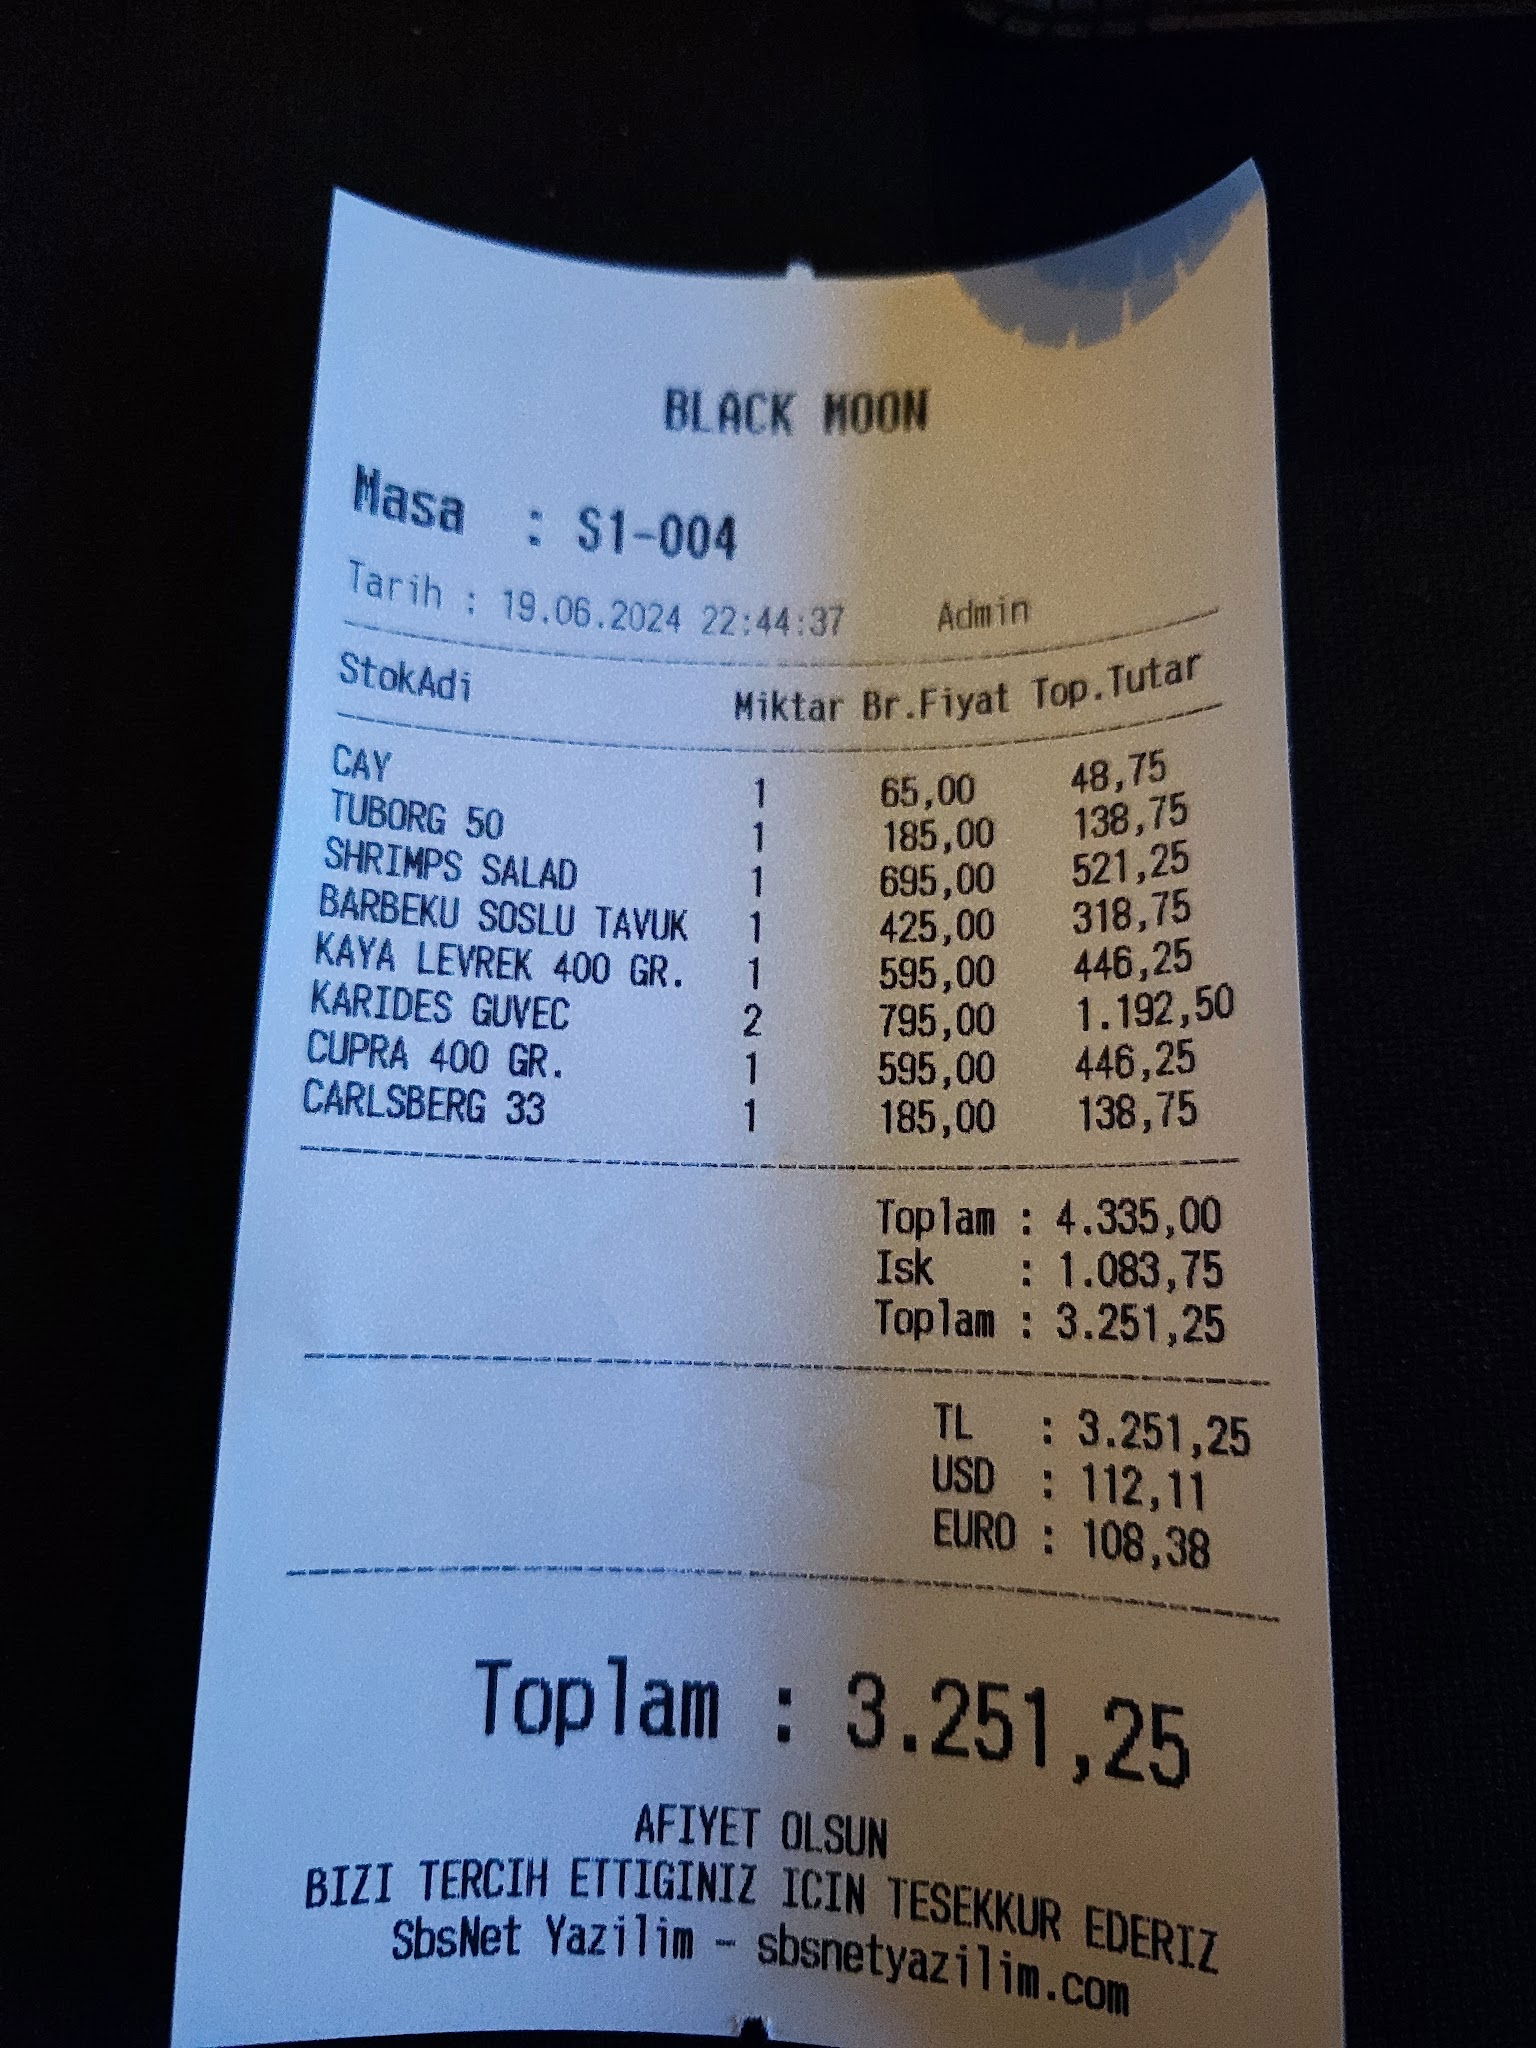 BLACK MOON
Masa : S1-004
Tarih : 19.06.2024 22:44:37 Admin
StokAdi Miktar Br.Fiyat Top.Tutar
CAY 1 65,00 48,75
TUBORG 50 1 185,00 138,75
SHRIMPS SALAD 1 695,00 521,25
BARBEKU SOSLU TAVUK 1 425,00 318,75
KAYA LEVREK 400 GR. 1 595,00 446,25
KARIDES GUVEC 2 795,00 1.192,50
CUPRA 400 GR. 1 595,00 446,25
CARLSBERG 33 1 185,00 138,75
Toplam : 4.335,00
Isk : 1.083,75
Toplam : 3.251,25
TL : 3.251,25
USD : 112,11
EURO : 108,38
Toplam : 3.251,25
AFIYET OLSUN
BIZI TERCIH ETTIGINIZ ICIN TESEKKUR EDERIZ
SbsNet Yazilim - sbsnetyazilim.com